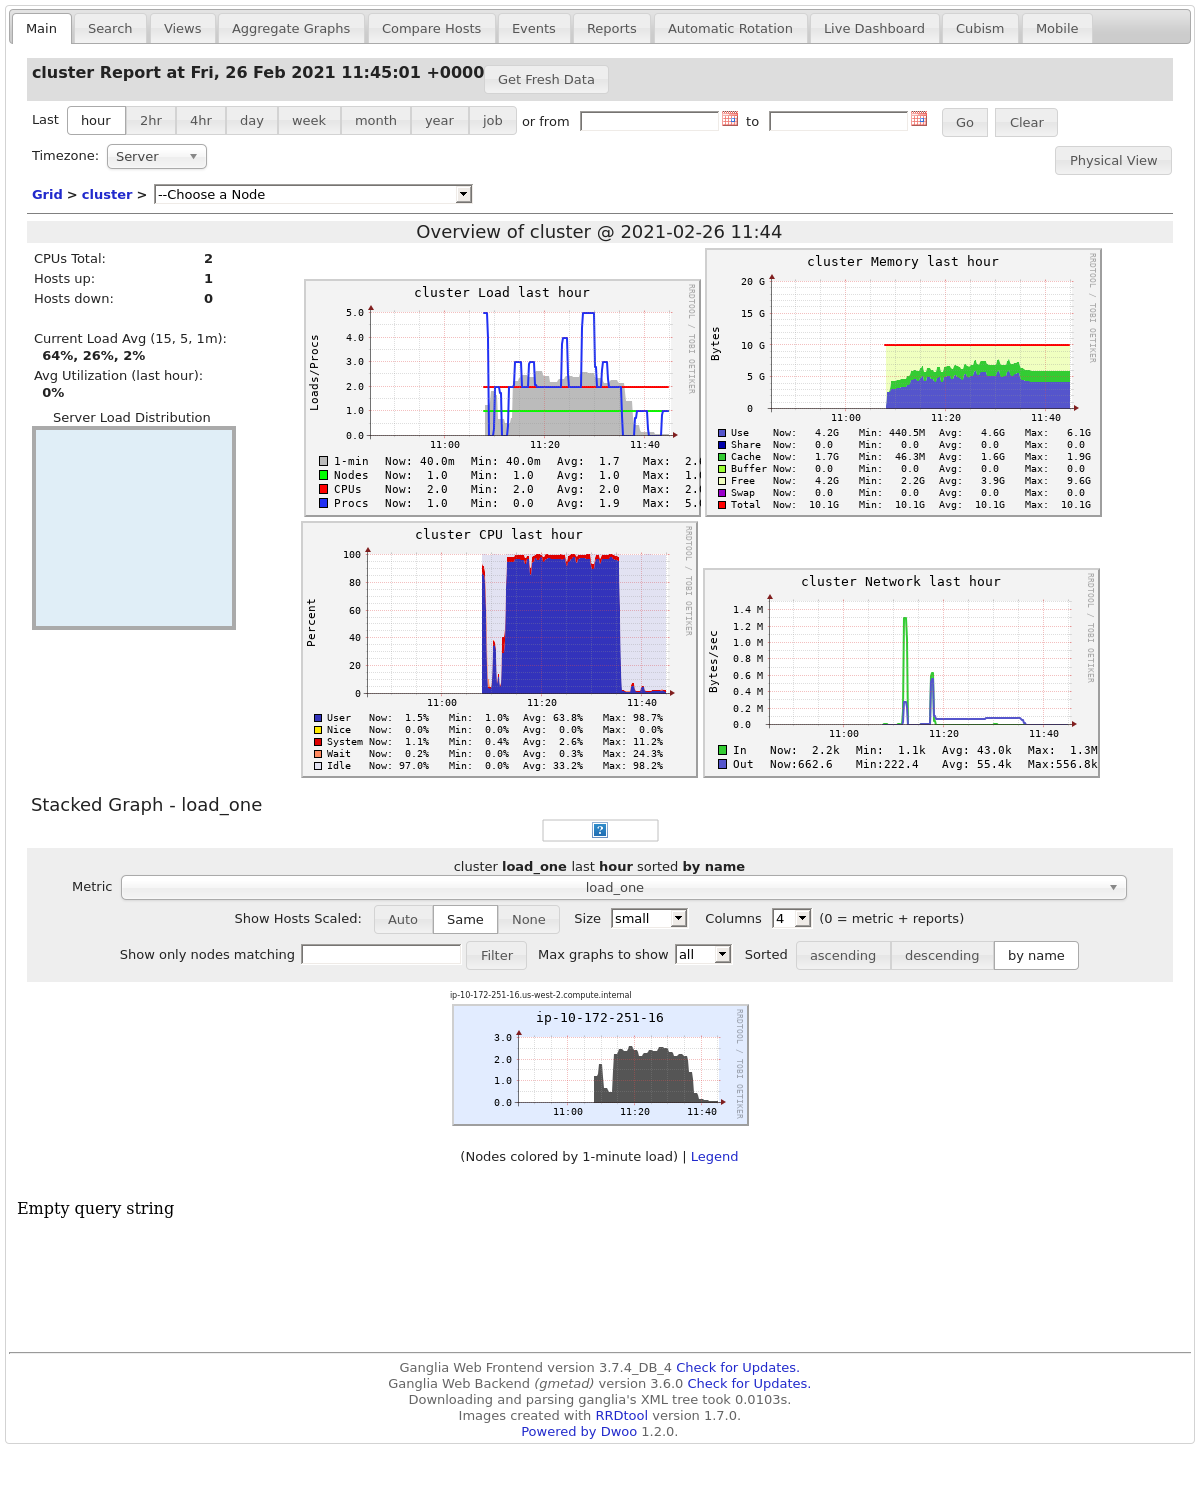 Main Search Views Aggregate Graphs Compare Hosts Events Reports Automatic Rotation Live Dashboard Cubism Mobile
cluster Report at Fri, 26 Feb 2021 11:45:01 +0000 Get Fresh Data
Last hour 2hr 4hr day week month year job or from to Go Clear
Timezone: Server
Physical View
Grid > cluster > --Choose a Node
Overview of cluster @ 2021-02-26 11:44
CPUs Total: 2
Hosts up: 1
Hosts down: 0
Current Load Avg (15, 5, 1m):
64%, 26%, 2%
Avg Utilization (last hour):
0%
Server Load Distribution
cluster Load last hour
RRDTOOL / TOBI OETIKER
Loads/Procs
5.0
4.0
3.0
2.0
1.0
0.0
11:00 11:20 11:40
1-min Now: 40.0m Min: 40.0m Avg: 1.7 Max: 2.
Nodes Now: 1.0 Min: 1.0 Avg: 1.0 Max: 1.
CPUs Now: 2.0 Min: 2.0 Avg: 2.0 Max: 2.
Procs Now: 1.0 Min: 0.0 Avg: 1.9 Max: 5.
cluster Memory last hour
RRDTOOL / TOBI OETIKER
Bytes
20 G
15 G
10 G
5 G
0
11:00 11:20 11:40
Use Now: 4.2G Min: 440.5M Avg: 4.6G Max: 6.1G
Share Now: 0.0 Min: 0.0 Avg: 0.0 Max: 0.0
Cache Now: 1.7G Min: 46.3M Avg: 1.6G Max: 1.9G
Buffer Now: 0.0 Min: 0.0 Avg: 0.0 Max: 0.0
Free Now: 4.2G Min: 2.2G Avg: 3.9G Max: 9.6G
Swap Now: 0.0 Min: 0.0 Avg: 0.0 Max: 0.0
Total Now: 10.1G Min: 10.1G Avg: 10.1G Max: 10.1G
cluster CPU last hour
RRDTOOL / TOBI OETIKER
Percent
100
80
60
40
20
0
11:00 11:20 11:40
User Now: 1.5% Min: 1.0% Avg: 63.8% Max: 98.7%
Nice Now: 0.0% Min: 0.0% Avg: 0.0% Max: 0.0%
System Now: 1.1% Min: 0.4% Avg: 2.6% Max: 11.2%
Wait Now: 0.2% Min: 0.0% Avg: 0.3% Max: 24.3%
Idle Now: 97.0% Min: 0.0% Avg: 33.2% Max: 98.2%
cluster Network last hour
RRDTOOL / TOBI OETIKER
Bytes/sec
1.4 M
1.2 M
1.0 M
0.8 M
0.6 M
0.4 M
0.2 M
0.0
11:00 11:20 11:40
In Now: 2.2k Min: 1.1k Avg: 43.0k Max: 1.3M
Out Now:662.6 Min:222.4 Avg: 55.4k Max:556.8k
Stacked Graph - load_one
?
cluster load_one last hour sorted by name
Metric load_one
Show Hosts Scaled: Auto Same None Size small Columns 4 (0 = metric + reports)
Show only nodes matching Filter Max graphs to show all Sorted ascending descending by name
ip-10-172-251-16.us-west-2.compute.internal
ip-10-172-251-16
RRDTOOL / TOBI OETIKER
3.0
2.0
1.0
0.0
11:00 11:20 11:40
(Nodes colored by 1-minute load) | Legend
Empty query string
Ganglia Web Frontend version 3.7.4_DB_4 Check for Updates.
Ganglia Web Backend (gmetad) version 3.6.0 Check for Updates.
Downloading and parsing ganglia's XML tree took 0.0103s.
Images created with RRDtool version 1.7.0.
Powered by Dwoo 1.2.0.